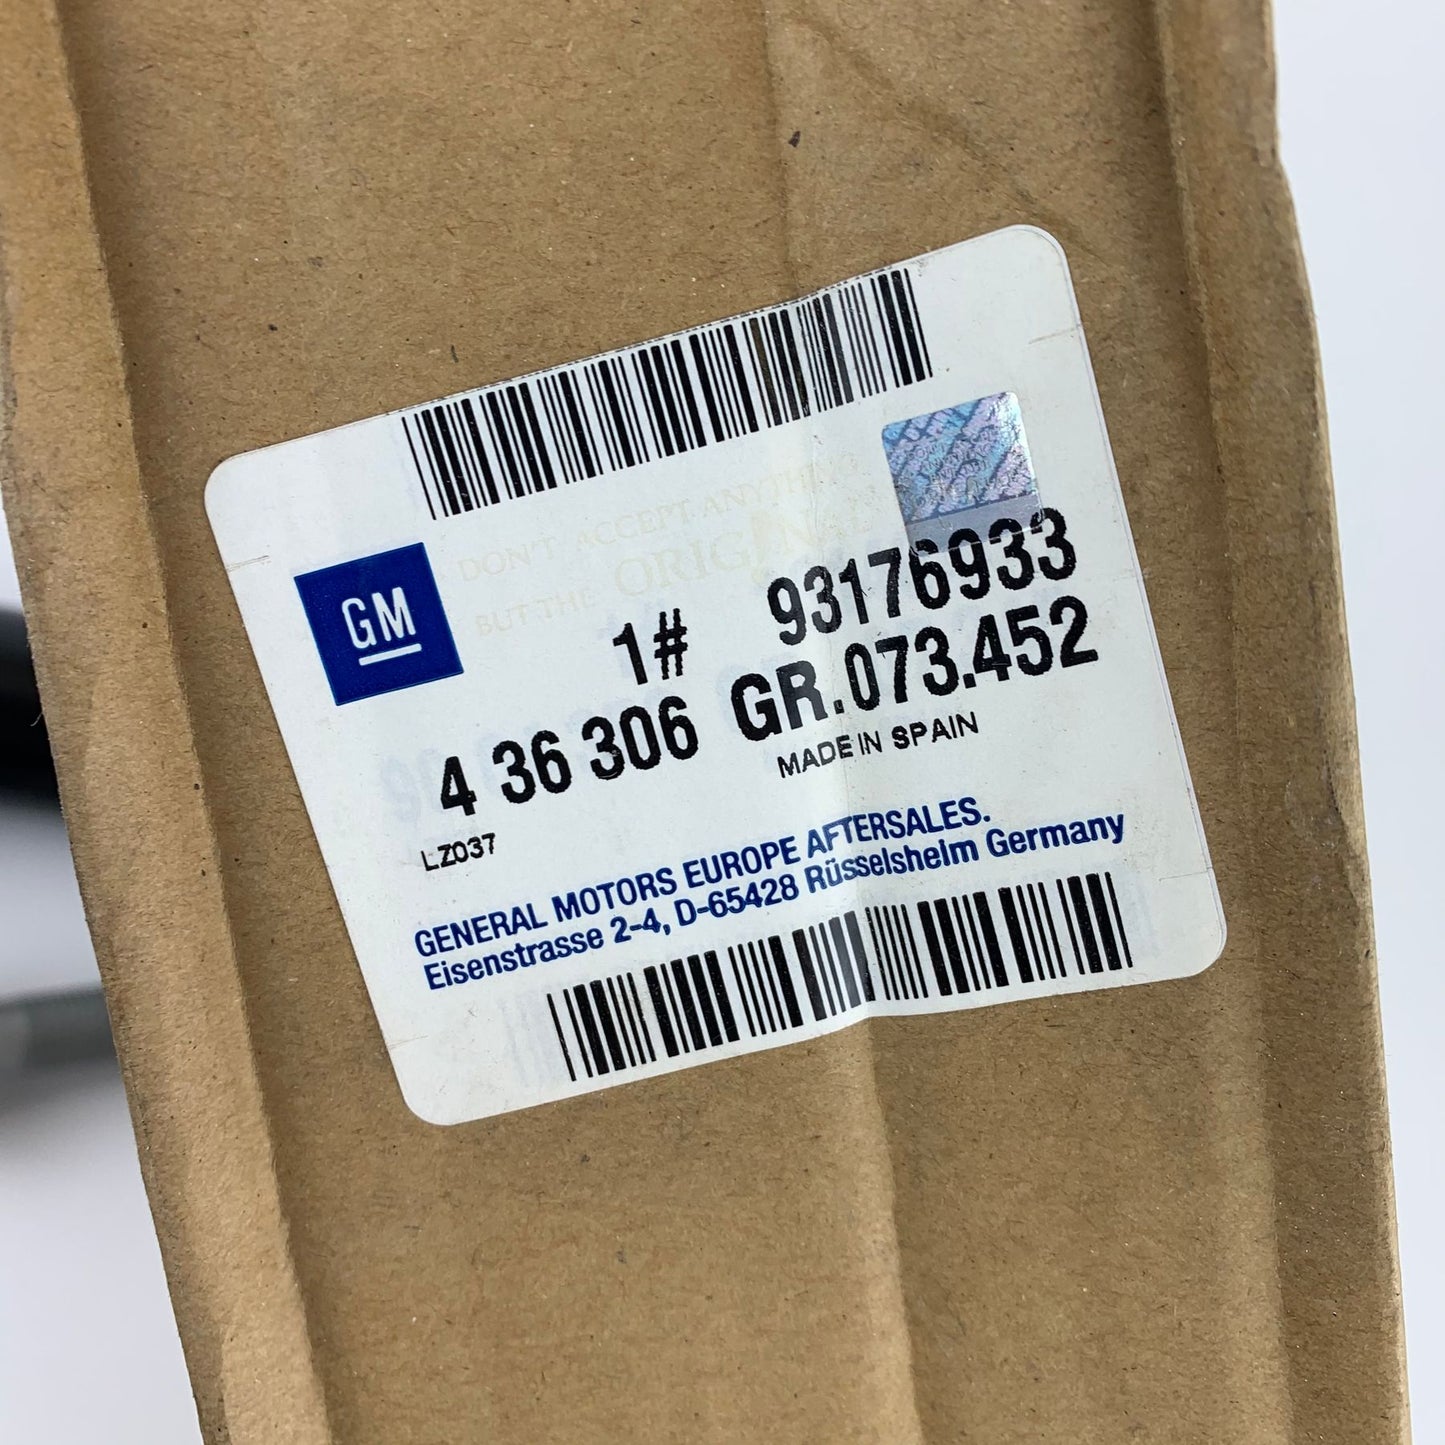 DON'T ACCEPT ANYTHING
BUT THE ORIGINAL
GM
1# 93176933
4 36 306 GR.073.452
MADE IN SPAIN
LZ037
GENERAL MOTORS EUROPE AFTERSALES.
Eisenstrasse 2-4, D-65428 Rüsselsheim Germany